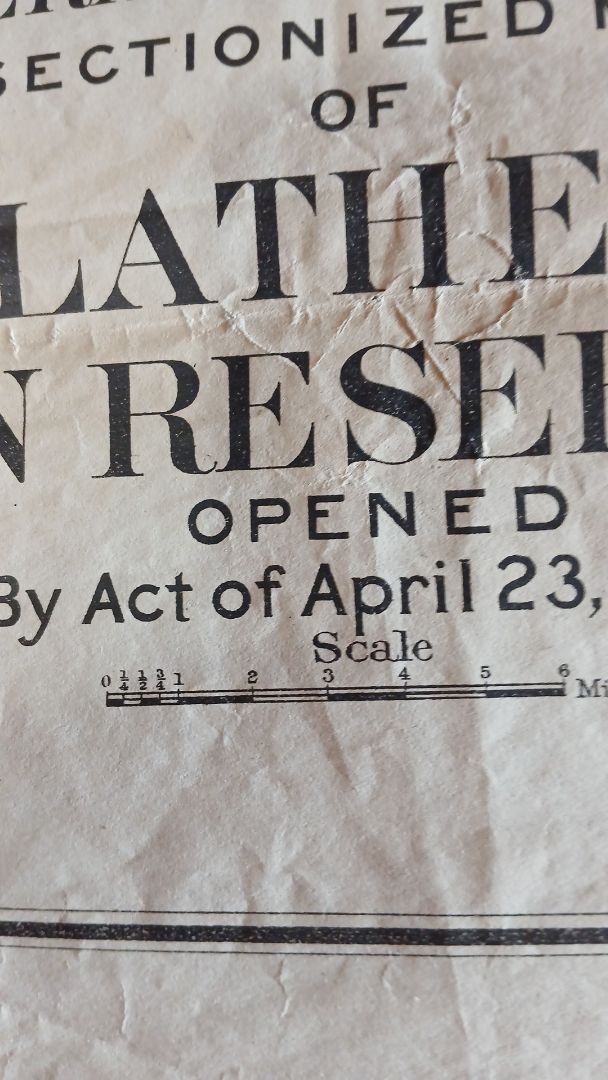 SECTIONIZED
OF
LATHE
N RESE
OPENED
By Act of April 23,
Scale
0 1/4 1/2 3/4 1 2 3 4 5 6 Mi